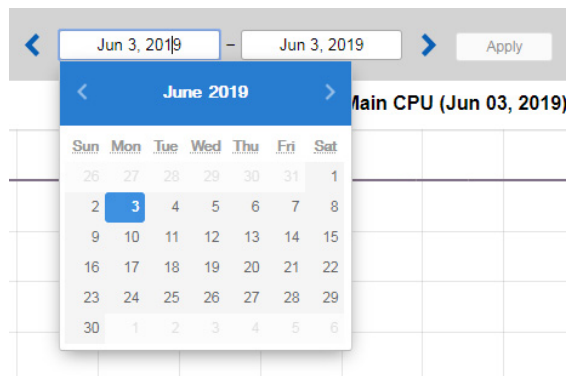 Jun 3, 2019 – Jun 3, 2019 Apply
June 2019
Main CPU (Jun 03, 2019)
Sun Mon Tue Wed Thu Fri Sat
26 27 28 29 30 31 1
2 3 4 5 6 7 8
9 10 11 12 13 14 15
16 17 18 19 20 21 22
23 24 25 26 27 28 29
30 1 2 3 4 5 6